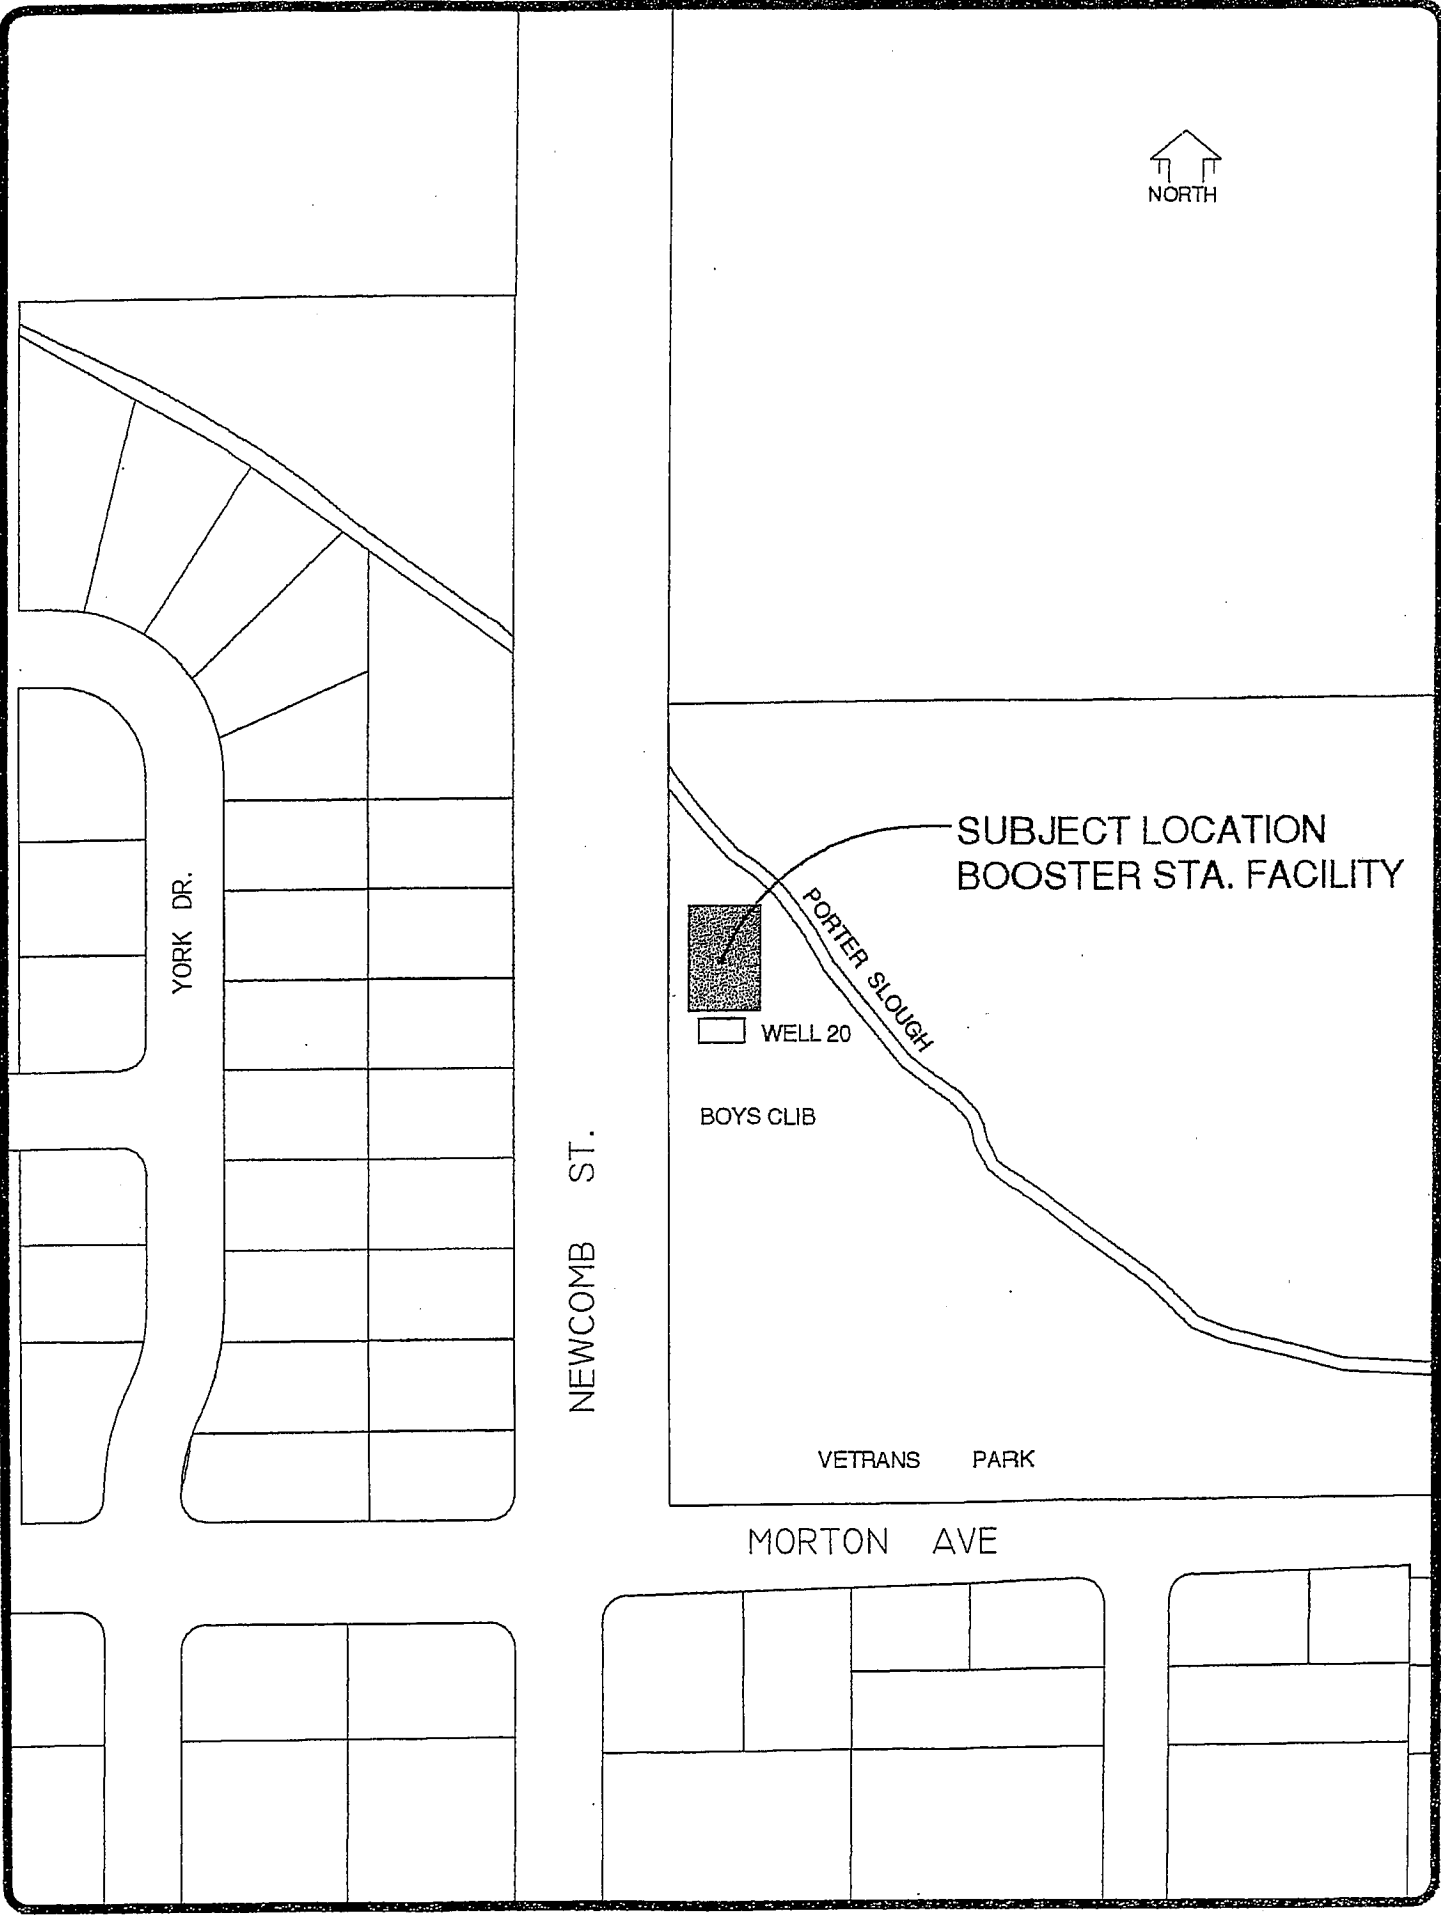 NORTH
SUBJECT LOCATION
BOOSTER STA. FACILITY
PORTER SLOUGH
YORK DR.
WELL 20
BOYS CLIB
NEWCOMB ST.
VETRANS PARK
MORTON AVE